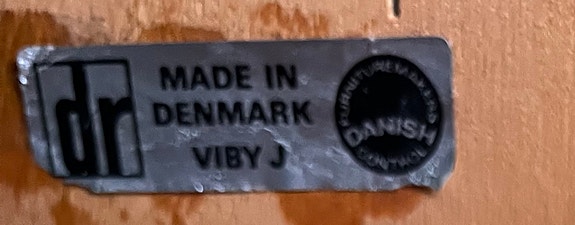 dr
MADE IN
DENMARK
VIBY J
FURNITUREMAKERS
DANISH
CONTROL